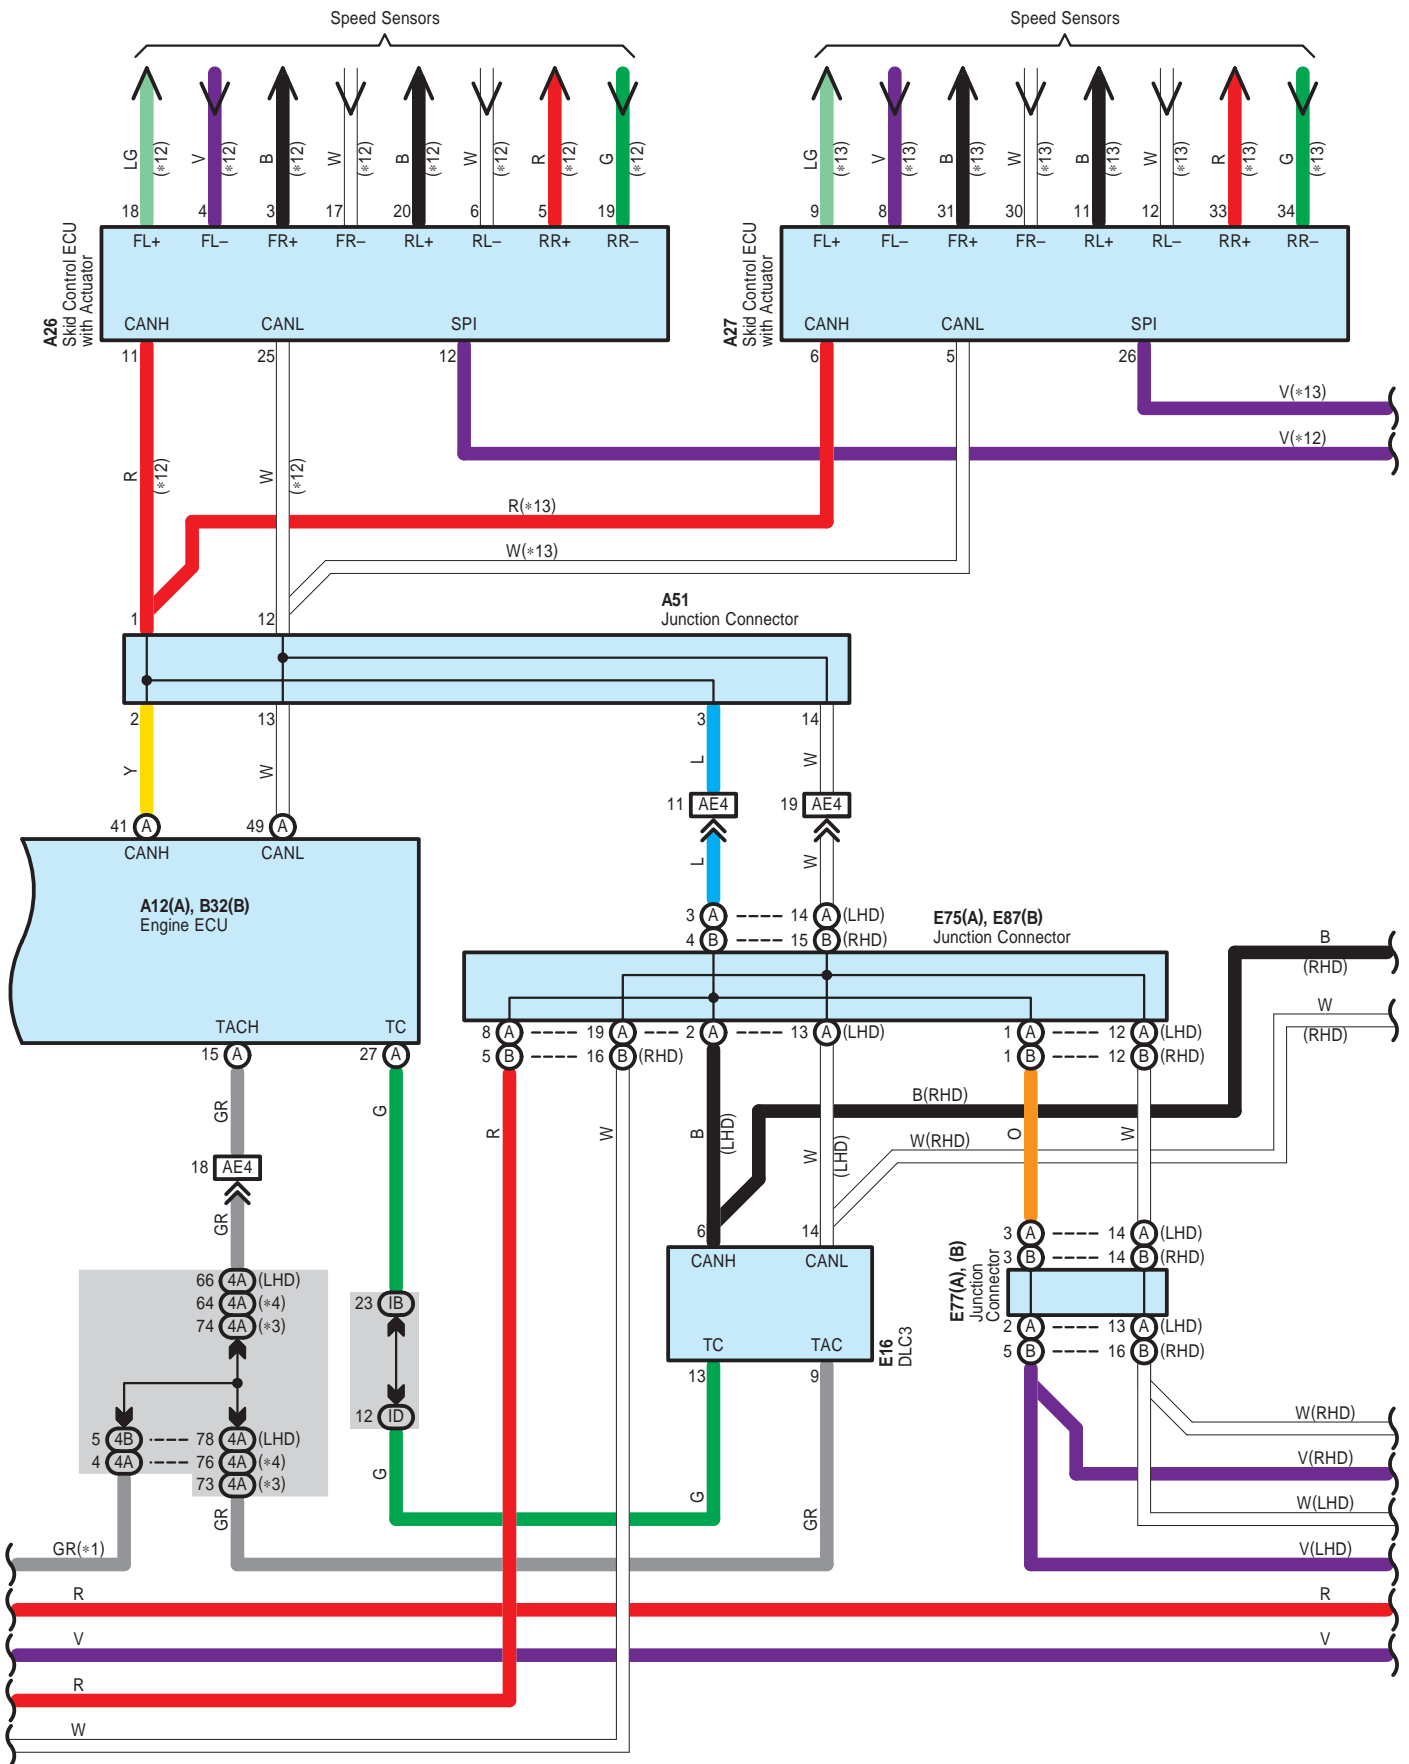 Speed Sensors
Speed Sensors
LG (*12)
V (*12)
B (*12)
W (*12)
B (*12)
W (*12)
R (*12)
G (*12)
LG (*13)
V (*13)
B (*13)
W (*13)
B (*13)
W (*13)
R (*13)
G (*13)
18 4 3 17 20 6 5 19
9 8 31 30 11 12 33 34
FL+ FL– FR+ FR– RL+ RL– RR+ RR–
FL+ FL– FR+ FR– RL+ RL– RR+ RR–
A26
Skid Control ECU
with Actuator
A27
Skid Control ECU
with Actuator
CANH CANL SPI
CANH CANL SPI
11 25 12
6 5 26
V(*13)
V(*12)
R (*12)
W (*12)
R(*13)
W(*13)
A51
Junction Connector
1 12
2 13 3 14
Y W L W
11 AE4 19 AE4
41 A 49 A
L W
CANH CANL
A12(A), B32(B)
Engine ECU
3 A 14 A (LHD)
4 B 15 B (RHD)
E75(A), E87(B)
Junction Connector
B
(RHD)
W
(RHD)
TACH TC
15 A 27 A
8 A 19 A 2 A 13 A (LHD) 1 A 12 A (LHD)
5 B 16 B (RHD) 1 B 12 B (RHD)
GR G R W B (LHD) W (LHD) O W
B(RHD)
W(RHD)
18 AE4
GR
6 14
CANH CANL
TC TAC
E16
DLC3
13 9
3 A 14 A (LHD)
3 B 14 B (RHD)
E77(A), (B)
Junction
Connector
2 A 13 A (LHD)
5 B 16 B (RHD)
66 4A (LHD)
64 4A (*4)
74 4A (*3)
23 IB
12 ID
5 4B 78 4A (LHD)
4 4A 76 4A (*4)
73 4A (*3)
G G
GR GR
W(RHD)
V(RHD)
W(LHD)
V(LHD)
GR(*1)
R R
V V
R
W